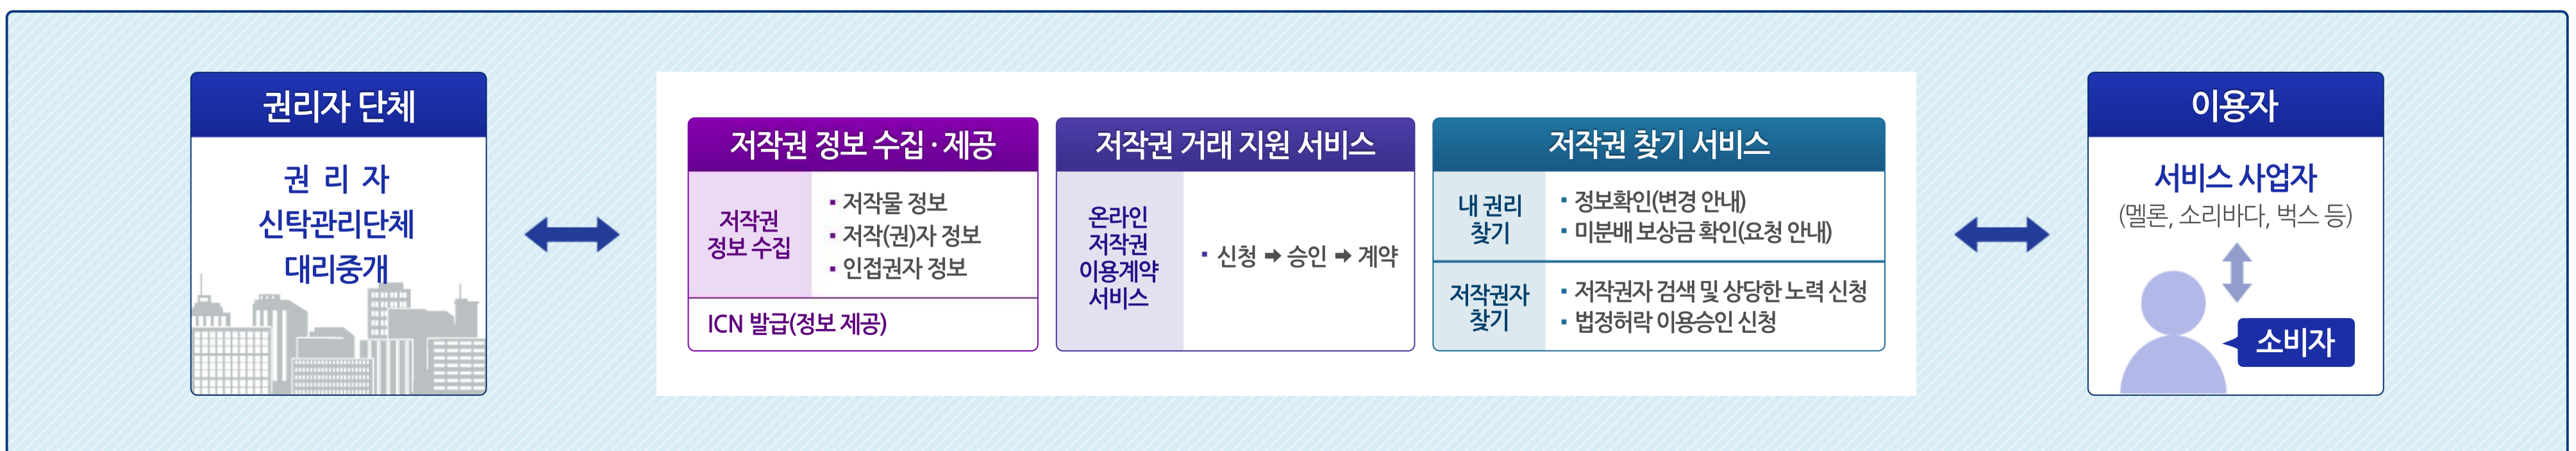 권리자 단체
권 리 자
신탁관리단체
대리중개
저작권 정보 수집·제공
저작권
정보 수집
▪ 저작물 정보
▪ 저작(권)자 정보
▪ 인접권자 정보
ICN 발급(정보 제공)
저작권 거래 지원 서비스
온라인
저작권
이용계약
서비스
▪ 신청 ➡ 승인 ➡ 계약
저작권 찾기 서비스
내 권리
찾기
▪ 정보확인(변경 안내)
▪ 미분배 보상금 확인(요청 안내)
저작권자
찾기
▪ 저작권자 검색 및 상당한 노력 신청
▪ 법정허락 이용승인 신청
이용자
서비스 사업자
(멜론, 소리바다, 벅스 등)
소비자